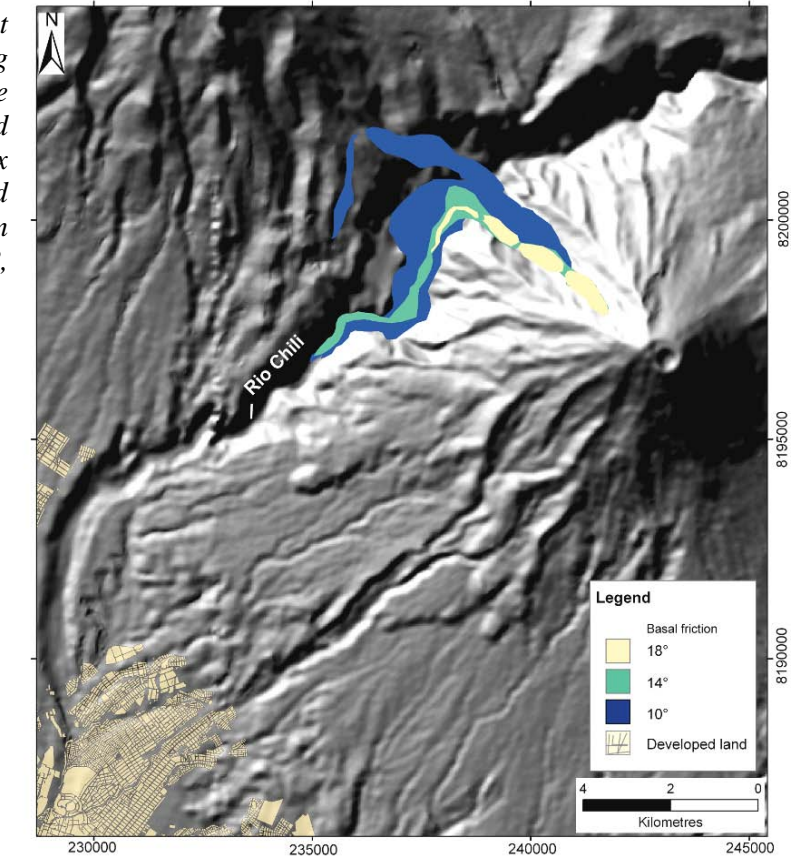 t
g
e
d
x
d
n
,
N
Rio Chili
8200000
8195000
8190000
Legend
Basal friction
18°
14°
10°
Developed land
4 2 0
Kilometres
230000 235000 240000 245000